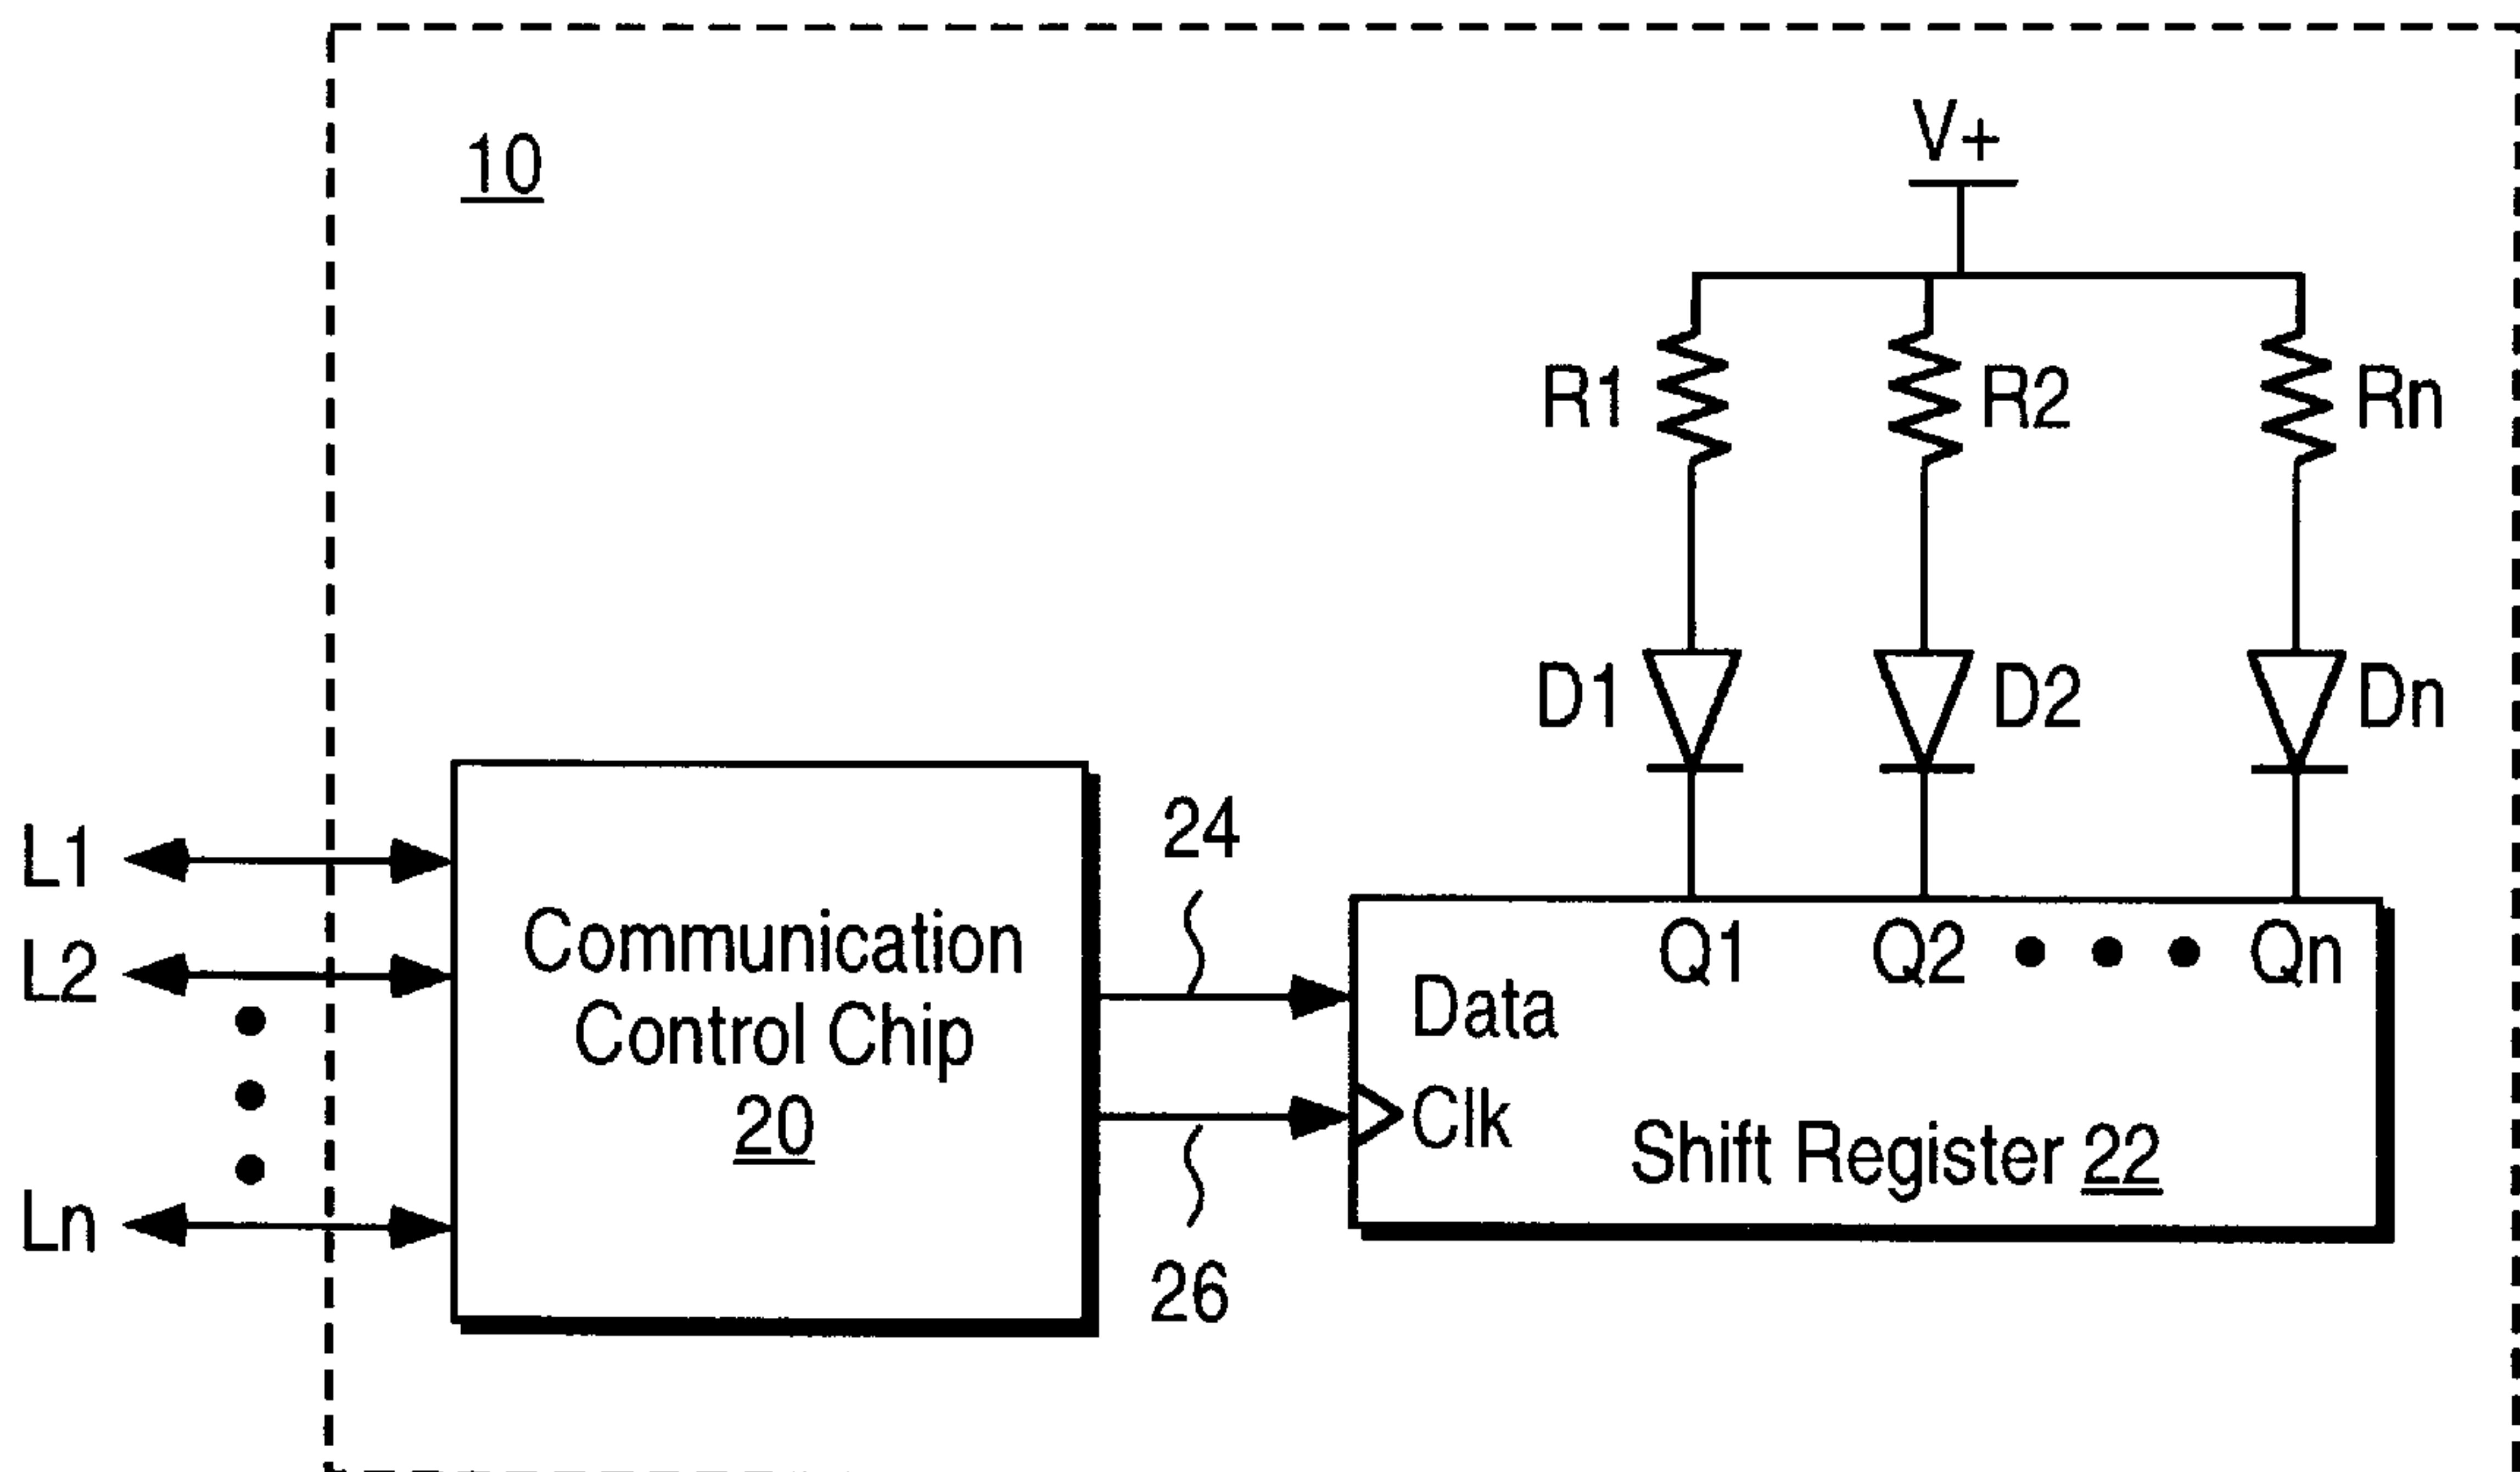 10
V+
R1
R2
Rn
D1
D2
Dn
L1
L2
Ln
Communication
Control Chip
20
24
26
Q1
Q2
Qn
Data
Clk
Shift Register 22